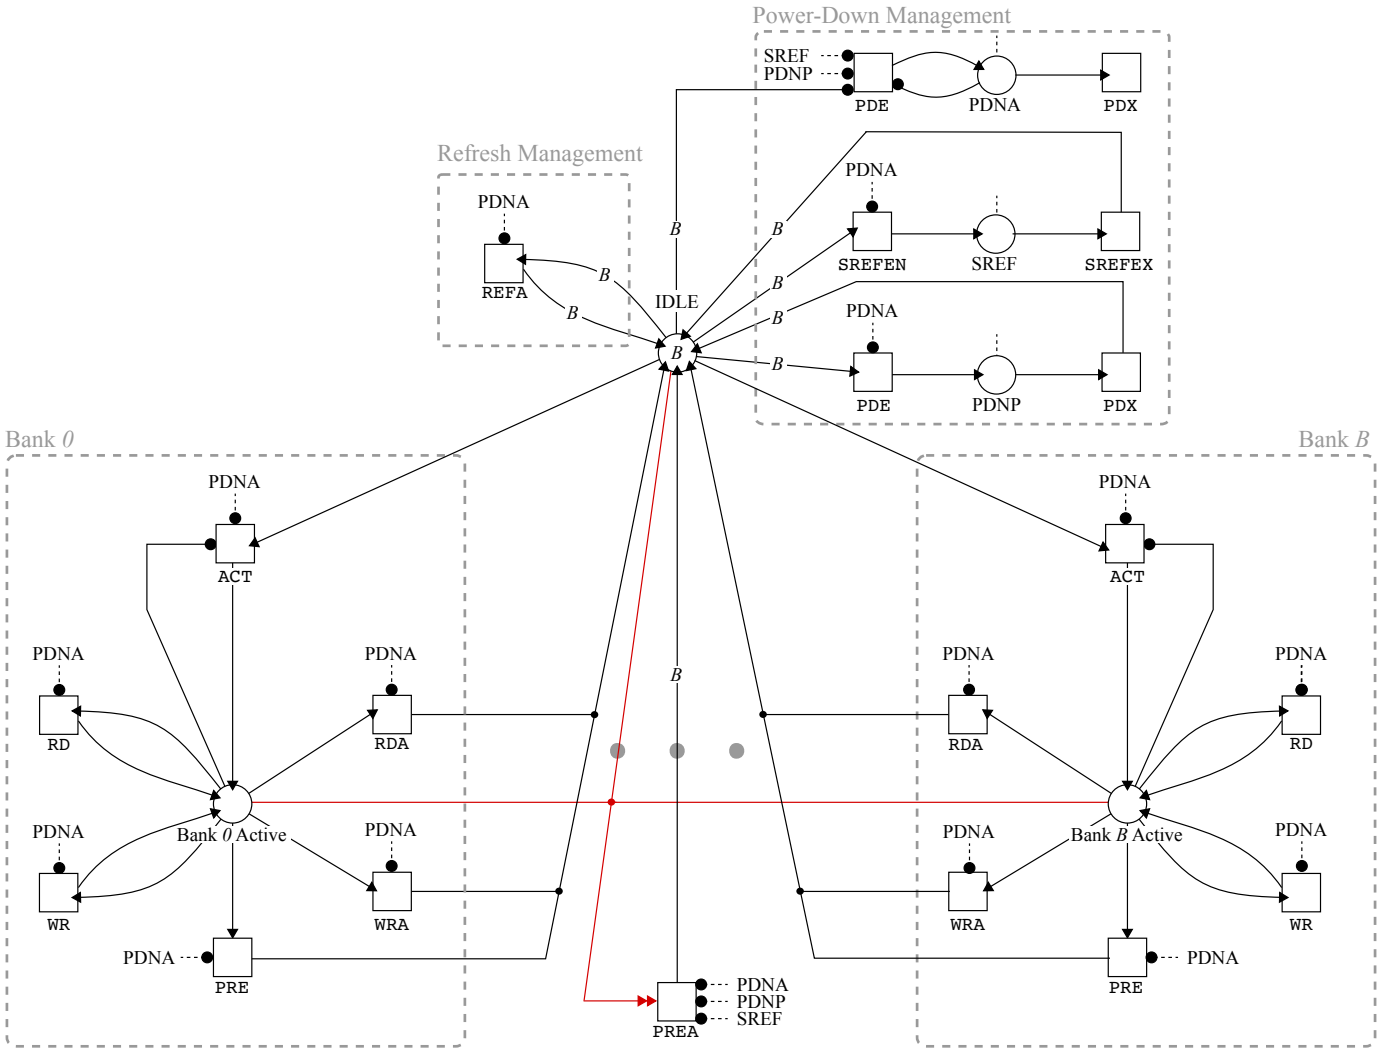 Power-Down Management
SREF
PDNP
PDE
PDNA
PDX
Refresh Management
PDNA
REFA
B
B
B
PDNA
B
SREFEN
SREF
SREFEX
B
IDLE
B
B
PDNA
B
PDE
PDNP
PDX
Bank 0
PDNA
ACT
PDNA
RD
PDNA
RDA
Bank 0 Active
PDNA
WR
PDNA
WRA
PDNA
PRE
B
PDNA
PDNP
SREF
PREA
Bank B
PDNA
ACT
PDNA
RDA
PDNA
RD
Bank B Active
PDNA
WRA
PDNA
WR
PDNA
PRE